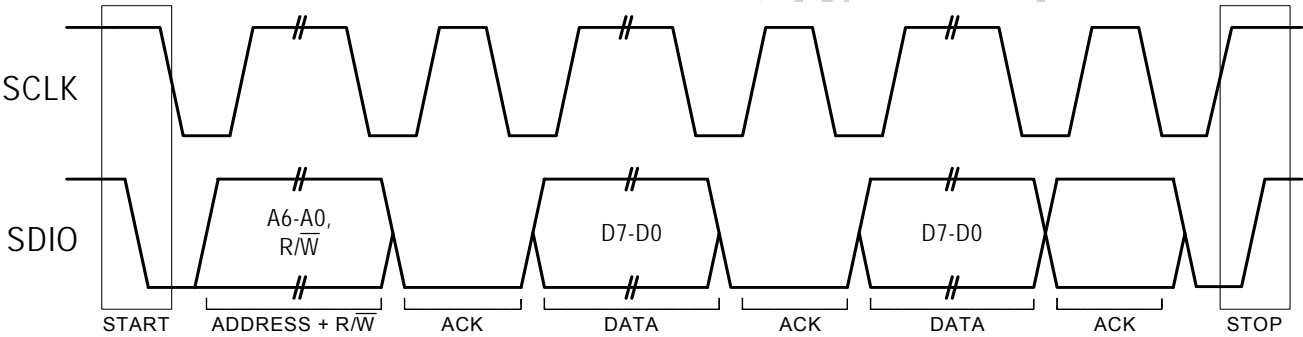 SCLK
SDIO
A6-A0,
R/W̅
D7-D0
D7-D0
START
ADDRESS + R/W̅
ACK
DATA
ACK
DATA
ACK
STOP